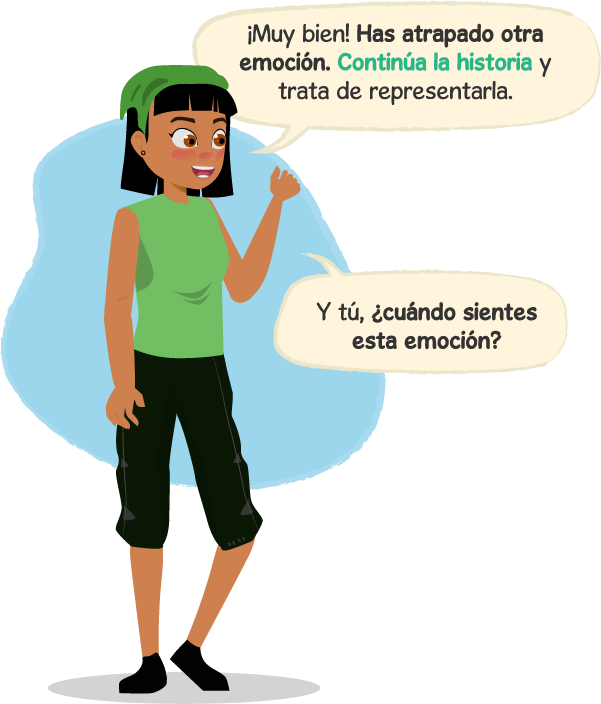 ¡Muy bien! Has atrapado otra
emoción. Continúa la historia y
trata de representarla.
Y tú, ¿cuándo sientes
esta emoción?